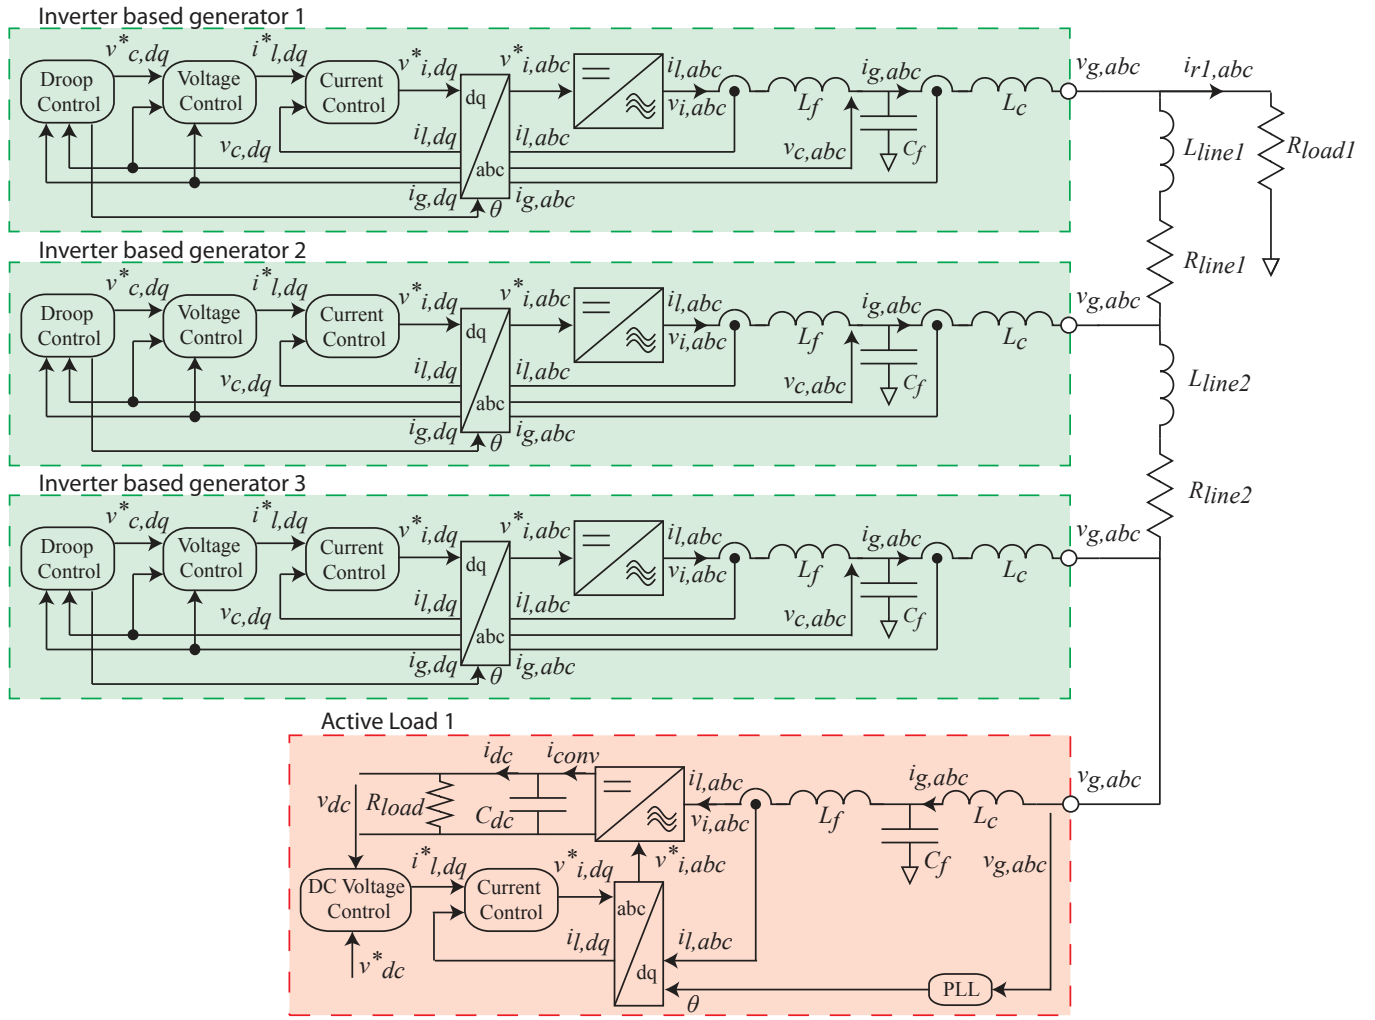 Inverter based generator 1
v*c,dq i*l,dq v*i,dq v*i,abc il,abc ig,abc vg,abc ir1,abc
Droop Control
Voltage Control
Current Control
dq
abc
vi,abc
Lf
Lc
vc,dq
il,dq
il,abc
vc,abc
Cf
ig,dq
θ
ig,abc
Lline1
Rload1
Rline1
Inverter based generator 2
v*c,dq i*l,dq v*i,dq v*i,abc il,abc ig,abc vg,abc
Droop Control
Voltage Control
Current Control
dq
abc
vi,abc
Lf
Lc
vc,dq
il,dq
il,abc
vc,abc
Cf
ig,dq
θ
ig,abc
Lline2
Rline2
Inverter based generator 3
v*c,dq i*l,dq v*i,dq v*i,abc il,abc ig,abc vg,abc
Droop Control
Voltage Control
Current Control
dq
abc
vi,abc
Lf
Lc
vc,dq
il,dq
il,abc
vc,abc
Cf
ig,dq
θ
ig,abc
Active Load 1
idc iconv il,abc ig,abc vg,abc
vdc
Rload
Cdc
vi,abc
Lf
Lc
i*l,dq
v*i,dq
v*i,abc
Cf
vg,abc
DC Voltage Control
Current Control
abc
dq
il,dq
il,abc
v*dc
θ
PLL